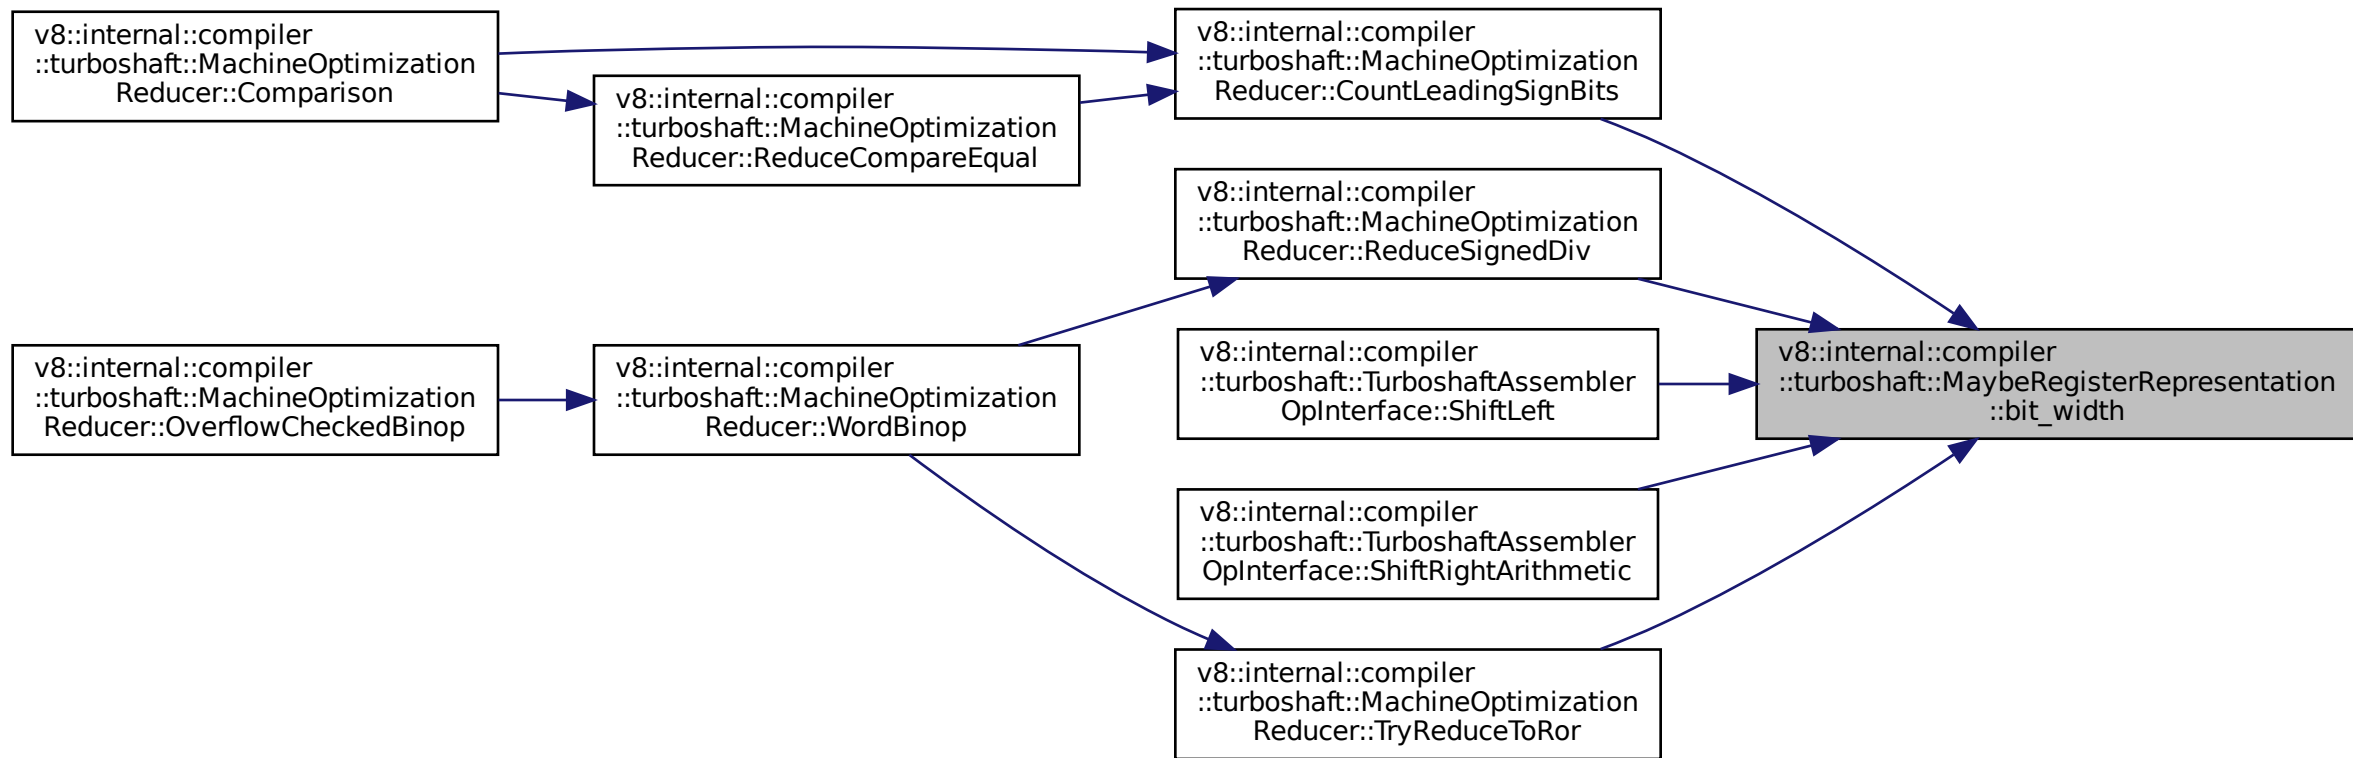 v8::internal::compiler
::turboshaft::MachineOptimization
Reducer::Comparison
v8::internal::compiler
::turboshaft::MachineOptimization
Reducer::ReduceCompareEqual
v8::internal::compiler
::turboshaft::MachineOptimization
Reducer::CountLeadingSignBits
v8::internal::compiler
::turboshaft::MachineOptimization
Reducer::ReduceSignedDiv
v8::internal::compiler
::turboshaft::MachineOptimization
Reducer::OverflowCheckedBinop
v8::internal::compiler
::turboshaft::MachineOptimization
Reducer::WordBinop
v8::internal::compiler
::turboshaft::TurboshaftAssembler
OpInterface::ShiftLeft
v8::internal::compiler
::turboshaft::MaybeRegisterRepresentation
::bit_width
v8::internal::compiler
::turboshaft::TurboshaftAssembler
OpInterface::ShiftRightArithmetic
v8::internal::compiler
::turboshaft::MachineOptimization
Reducer::TryReduceToRor